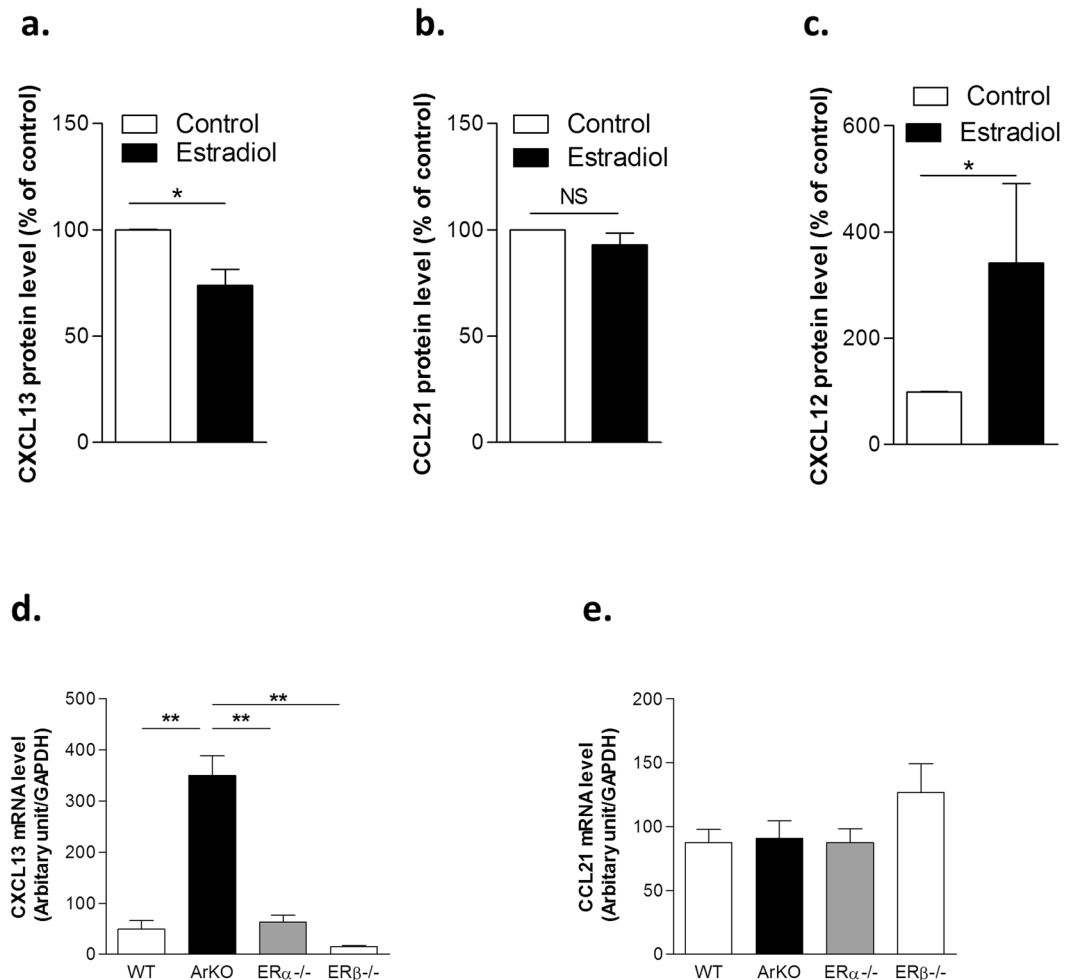 a.
CXCL13 protein level (% of control)
150
100
50
0
Control
Estradiol
*
b.
CCL21 protein level (% of control)
150
100
50
0
Control
Estradiol
NS
c.
CXCL12 protein level (% of control)
600
400
200
0
Control
Estradiol
*
d.
CXCL13 mRNA level
(Arbitary unit/GAPDH)
500
400
300
200
100
0
**
**
**
WT ArKO ERα-/- ERβ-/-
e.
CCL21 mRNA level
(Arbitary unit/GAPDH)
200
150
100
50
0
WT ArKO ERα-/- ERβ-/-